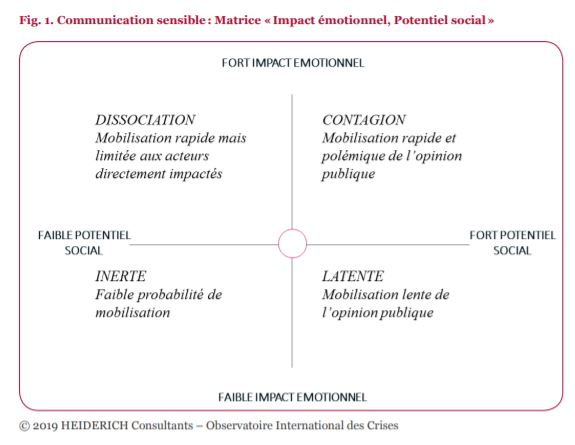 Fig. 1. Communication sensible : Matrice « Impact émotionnel, Potentiel social »
FORT IMPACT EMOTIONNEL
DISSOCIATION
Mobilisation rapide mais
limitée aux acteurs
directement impactés
CONTAGION
Mobilisation rapide et
polémique de l’opinion
publique
FAIBLE POTENTIEL
SOCIAL
FORT POTENTIEL
SOCIAL
INERTE
Faible probabilité de
mobilisation
LATENTE
Mobilisation lente de
l’opinion publique
FAIBLE IMPACT EMOTIONNEL
© 2019 HEIDERICH Consultants – Observatoire International des Crises